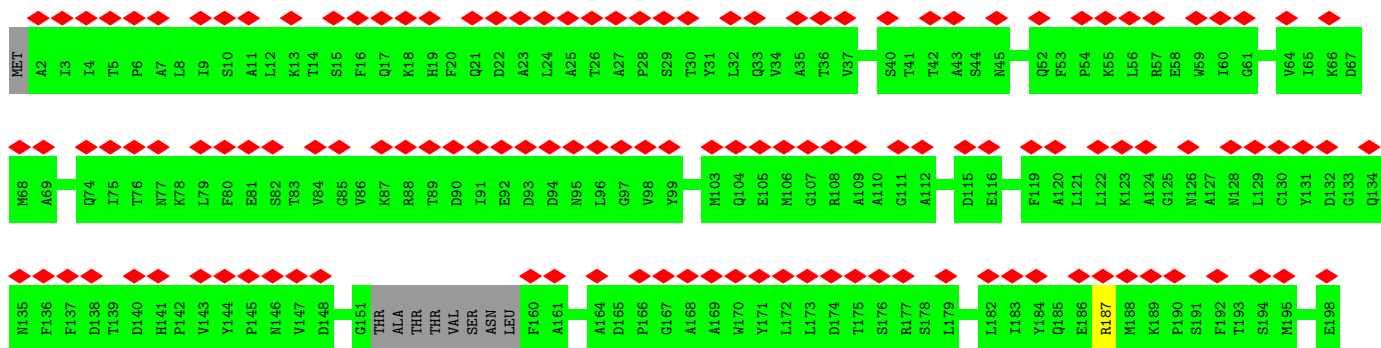 MET A2 I3 I4 T5 P6 A7 L8 I9 S10 A11 L12 K13 T14 S15 F16 Q17 K18 H19 F20 Q21 D22 A23 L24 A25 T26 A27 P28 S29 T30 Y31 L32 Q33 V34 A35 T36 V37 S40 T41 T42 A43 S44 N45 Q52 F53 P54 K55 L56 R57 E58 W59 I60 G61 V64 I65 K66 D67
M68 A69 Q74 I75 T76 N77 K78 L79 F80 E81 S82 T83 V84 G85 V86 K87 R88 T89 D90 I91 E92 D93 D94 N95 L96 G97 V98 Y99 M103 Q104 E105 M106 G107 R108 A109 A110 G111 A112 D115 E116 F119 A120 L121 L122 K123 A124 G125 N126 A127 N128 L129 C130 Y131 D132 G133 Q134
N135 F136 F137 D138 T139 D140 H141 P142 V143 Y144 P145 N146 V147 D148 G151 THR ALA THR THR VAL SER ASN LEU F160 A161 A164 D165 P166 G167 A168 A169 W170 Y171 L172 L173 D174 T175 S176 R177 S178 L179 L182 I183 Y184 Q185 E186 R187 M188 K189 P190 S191 F192 T193 S194 M195 E198